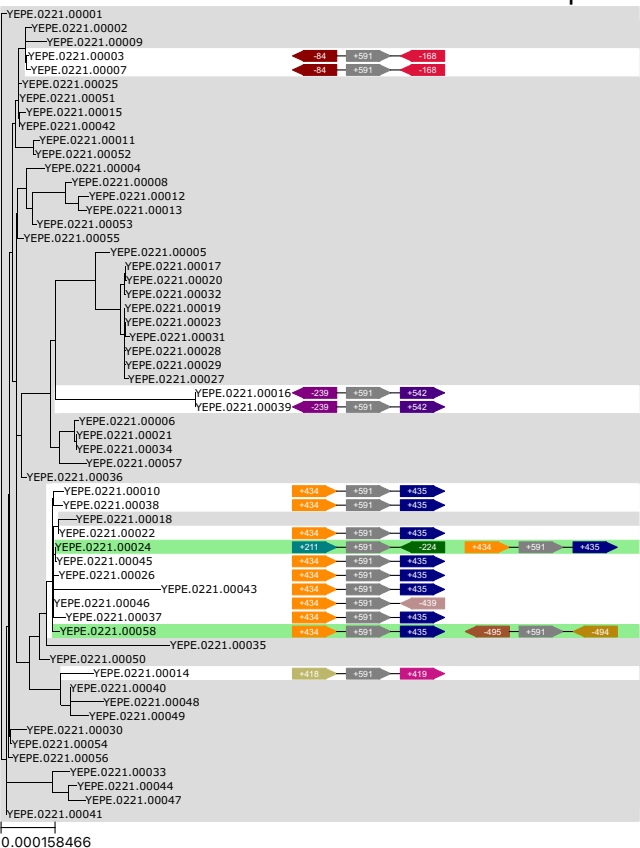 YEPE.0221.00001
YEPE.0221.00002
YEPE.0221.00009
YEPE.0221.00003 -84 +591 -168
YEPE.0221.00007 -84 +591 -168
YEPE.0221.00025
YEPE.0221.00051
YEPE.0221.00015
YEPE.0221.00042
YEPE.0221.00011
YEPE.0221.00052
YEPE.0221.00004
YEPE.0221.00008
YEPE.0221.00012
YEPE.0221.00013
YEPE.0221.00053
YEPE.0221.00055
YEPE.0221.00005
YEPE.0221.00017
YEPE.0221.00020
YEPE.0221.00032
YEPE.0221.00019
YEPE.0221.00023
YEPE.0221.00031
YEPE.0221.00028
YEPE.0221.00029
YEPE.0221.00027
YEPE.0221.00016 -239 +591 +542
YEPE.0221.00039 -239 +591 +542
YEPE.0221.00006
YEPE.0221.00021
YEPE.0221.00034
YEPE.0221.00057
YEPE.0221.00036
YEPE.0221.00010 +434 +591 +435
YEPE.0221.00038 +434 +591 +435
YEPE.0221.00018
YEPE.0221.00022 +434 +591 +435
YEPE.0221.00024 +211 +591 -224 +434 +591 +435
YEPE.0221.00045 +434 +591 +435
YEPE.0221.00026 +434 +591 +435
YEPE.0221.00043 +434 +591 +435
YEPE.0221.00046 +434 +591 -439
YEPE.0221.00037 +434 +591 +435
YEPE.0221.00058 +434 +591 +435 -495 +591 -494
YEPE.0221.00035
YEPE.0221.00050
YEPE.0221.00014 +418 +591 +419
YEPE.0221.00040
YEPE.0221.00048
YEPE.0221.00049
YEPE.0221.00030
YEPE.0221.00054
YEPE.0221.00056
YEPE.0221.00033
YEPE.0221.00044
YEPE.0221.00047
YEPE.0221.00041
0.000158466